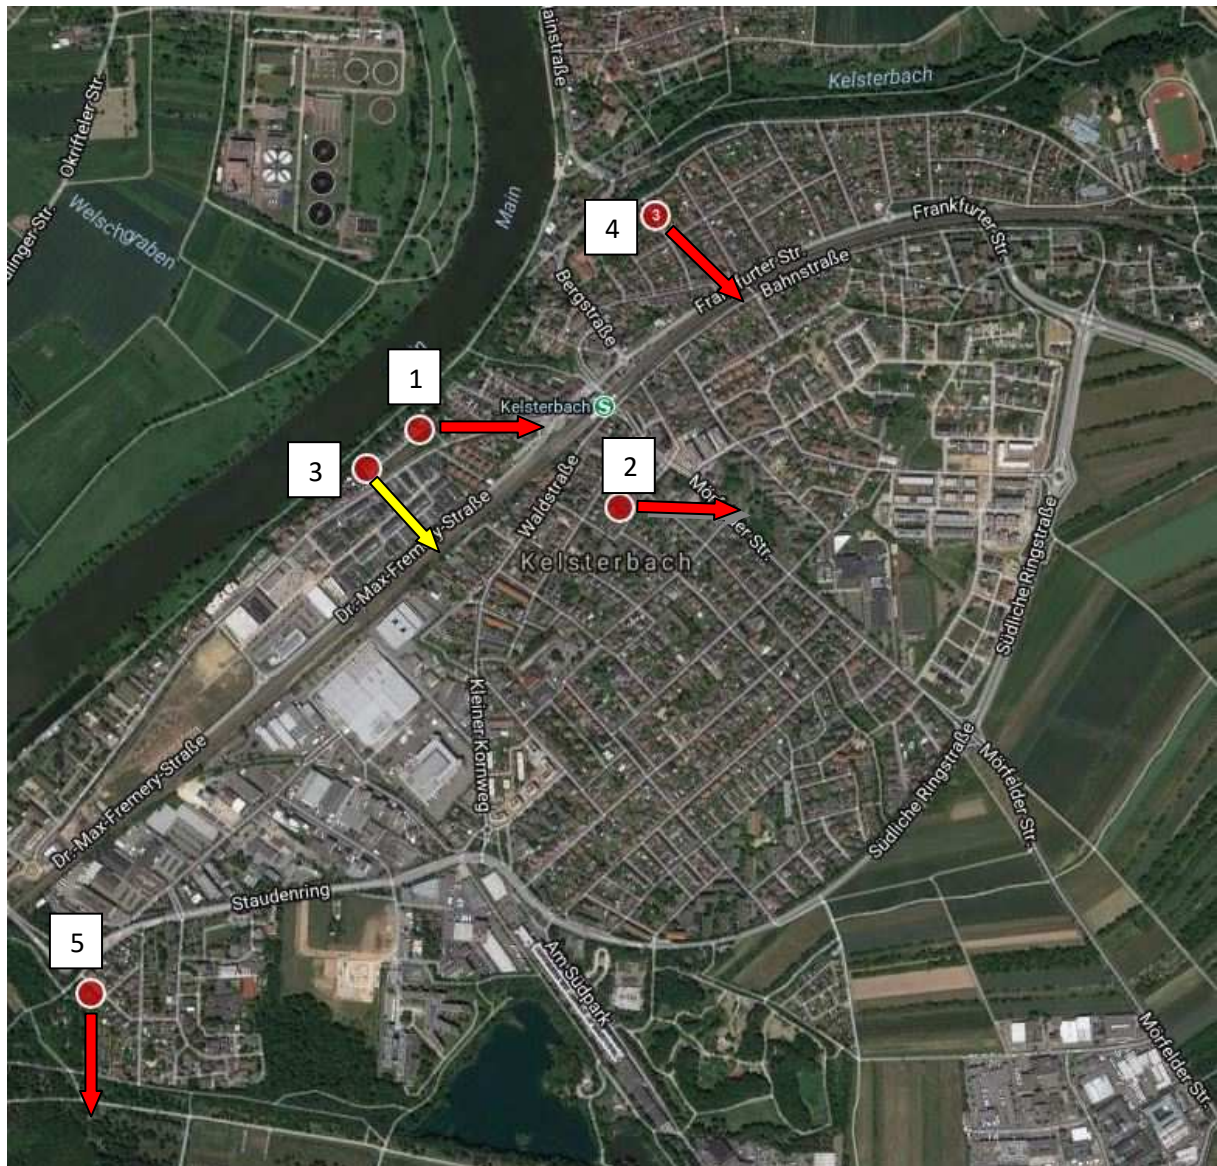 ainstraße
Kelsterbach
Okrifteler Str.
Welschgraben
Main
3
4
Frankfurter Str.
Frankfurter Str.
Bahnstraße
Bergstraße
1
Kelsterbach
S
3
2
Waldstraße
Mörfelder Str.
Dr.-Max-Fremery-Straße
Kelsterbach
Südliche Ringstraße
Kleiner Kornweg
Dr.-Max-Fremery-Straße
Südliche Ringstraße
Mörfelder Str.
Staudenring
5
Am Südpark
Mörfelder Str.